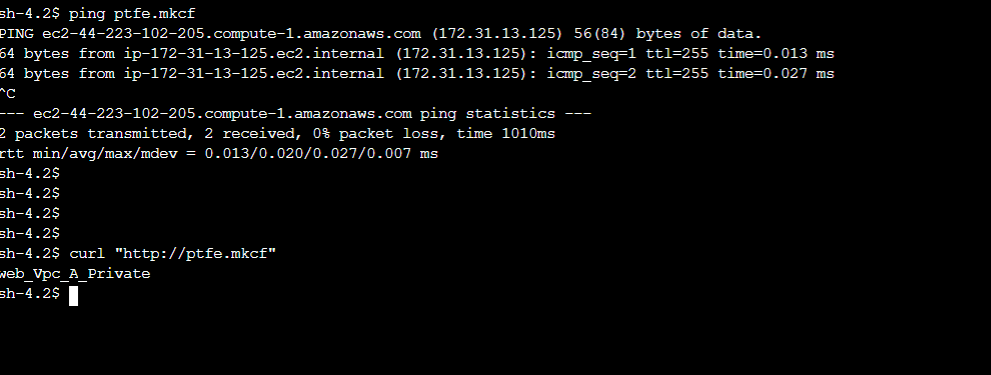 sh-4.2$ ping ptfe.mkcf
PING ec2-44-223-102-205.compute-1.amazonaws.com (172.31.13.125) 56(84) bytes of data.
64 bytes from ip-172-31-13-125.ec2.internal (172.31.13.125): icmp_seq=1 ttl=255 time=0.013 ms
64 bytes from ip-172-31-13-125.ec2.internal (172.31.13.125): icmp_seq=2 ttl=255 time=0.027 ms
^C
--- ec2-44-223-102-205.compute-1.amazonaws.com ping statistics ---
2 packets transmitted, 2 received, 0% packet loss, time 1010ms
rtt min/avg/max/mdev = 0.013/0.020/0.027/0.007 ms
sh-4.2$
sh-4.2$
sh-4.2$
sh-4.2$
sh-4.2$ curl "http://ptfe.mkcf"
web_Vpc_A_Private
sh-4.2$